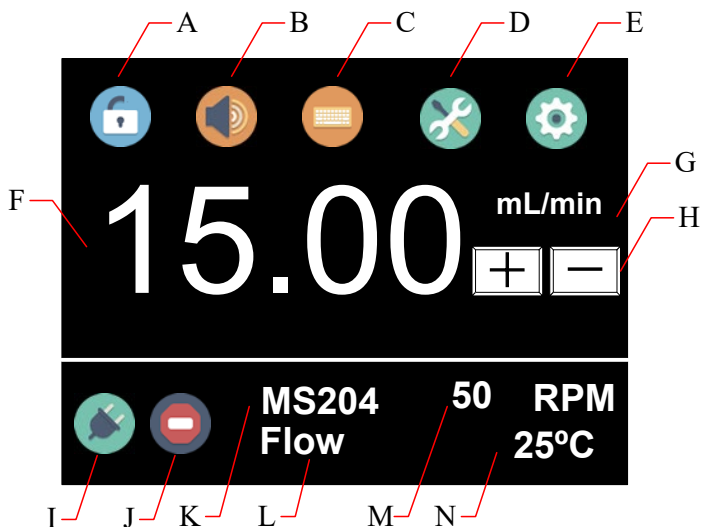 A B C D E
F
15.00
mL/min
G
+ −
H
MS204 50 RPM
Flow 25ºC
I J K L M N